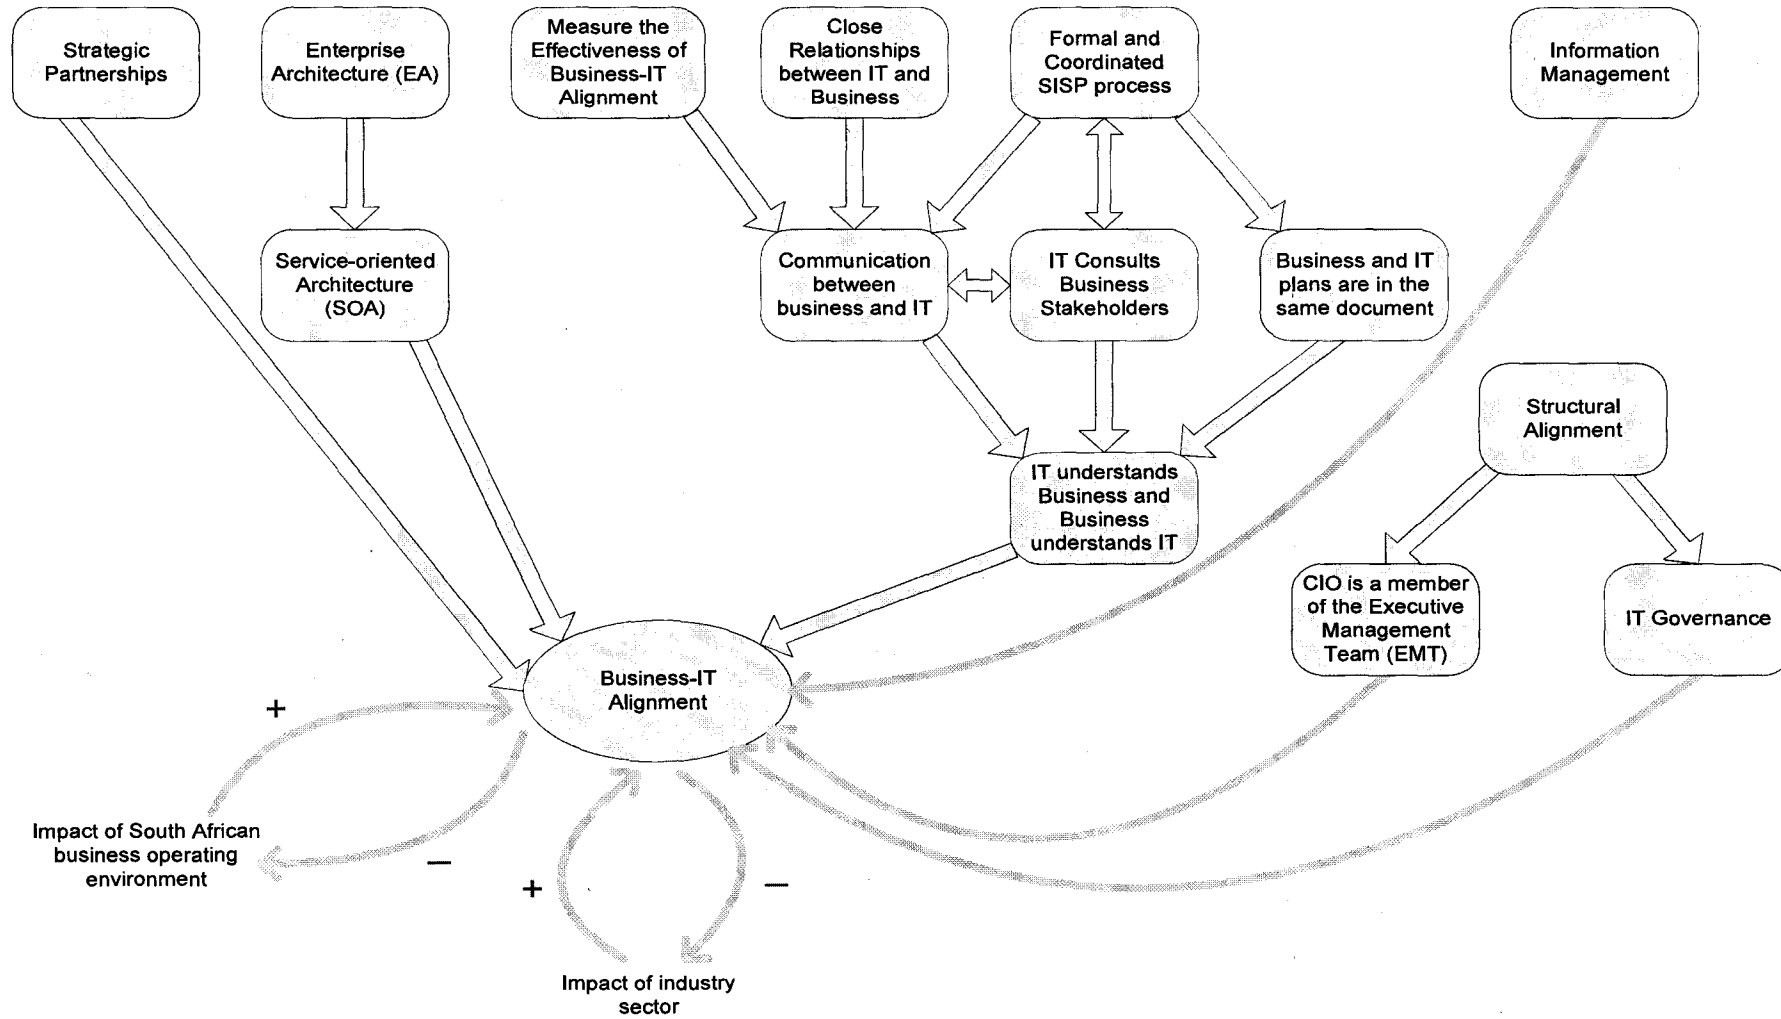 Strategic
Partnerships
Enterprise
Architecture (EA)
Measure the
Effectiveness of
Business-IT
Alignment
Close
Relationships
between IT and
Business
Formal and
Coordinated
SISP process
Information
Management
Service-oriented
Architecture
(SOA)
Communication
between
business and IT
IT Consults
Business
Stakeholders
Business and IT
plans are in the
same document
Structural
Alignment
IT understands
Business and
Business
understands IT
CIO is a member
of the Executive
Management
Team (EMT)
IT Governance
Business-IT
Alignment
+
Impact of South African
business operating
environment
–
+
–
Impact of industry
sector